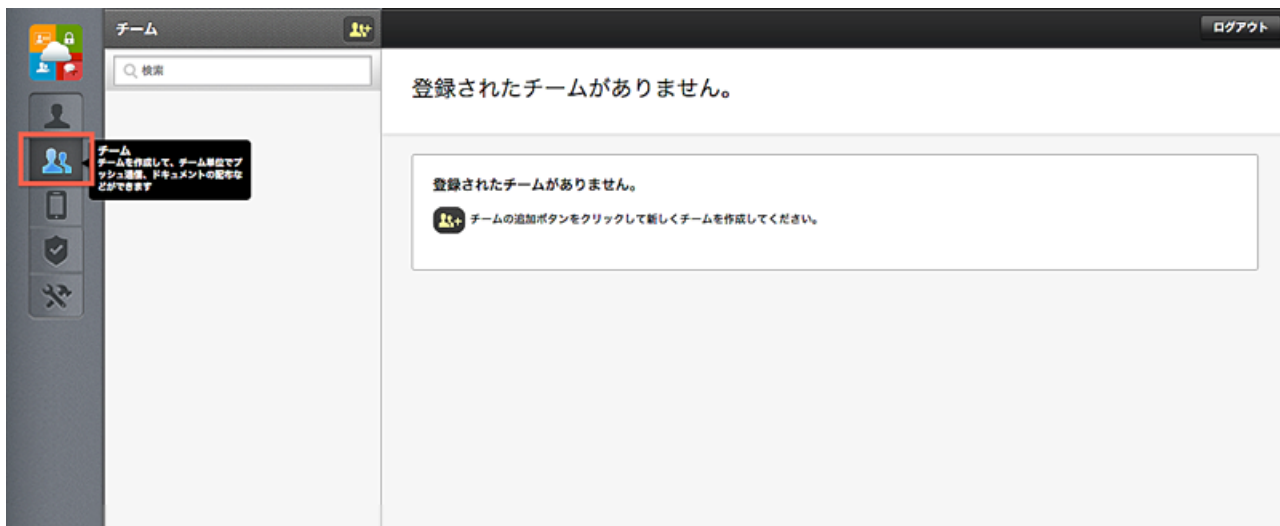 チーム
ログアウト
検索
登録されたチームがありません。
チーム
チームを作成して、チーム単位でプ
ッシュ通信、ドキュメントの配布な
どができます
登録されたチームがありません。
チームの追加ボタンをクリックして新しくチームを作成してください。